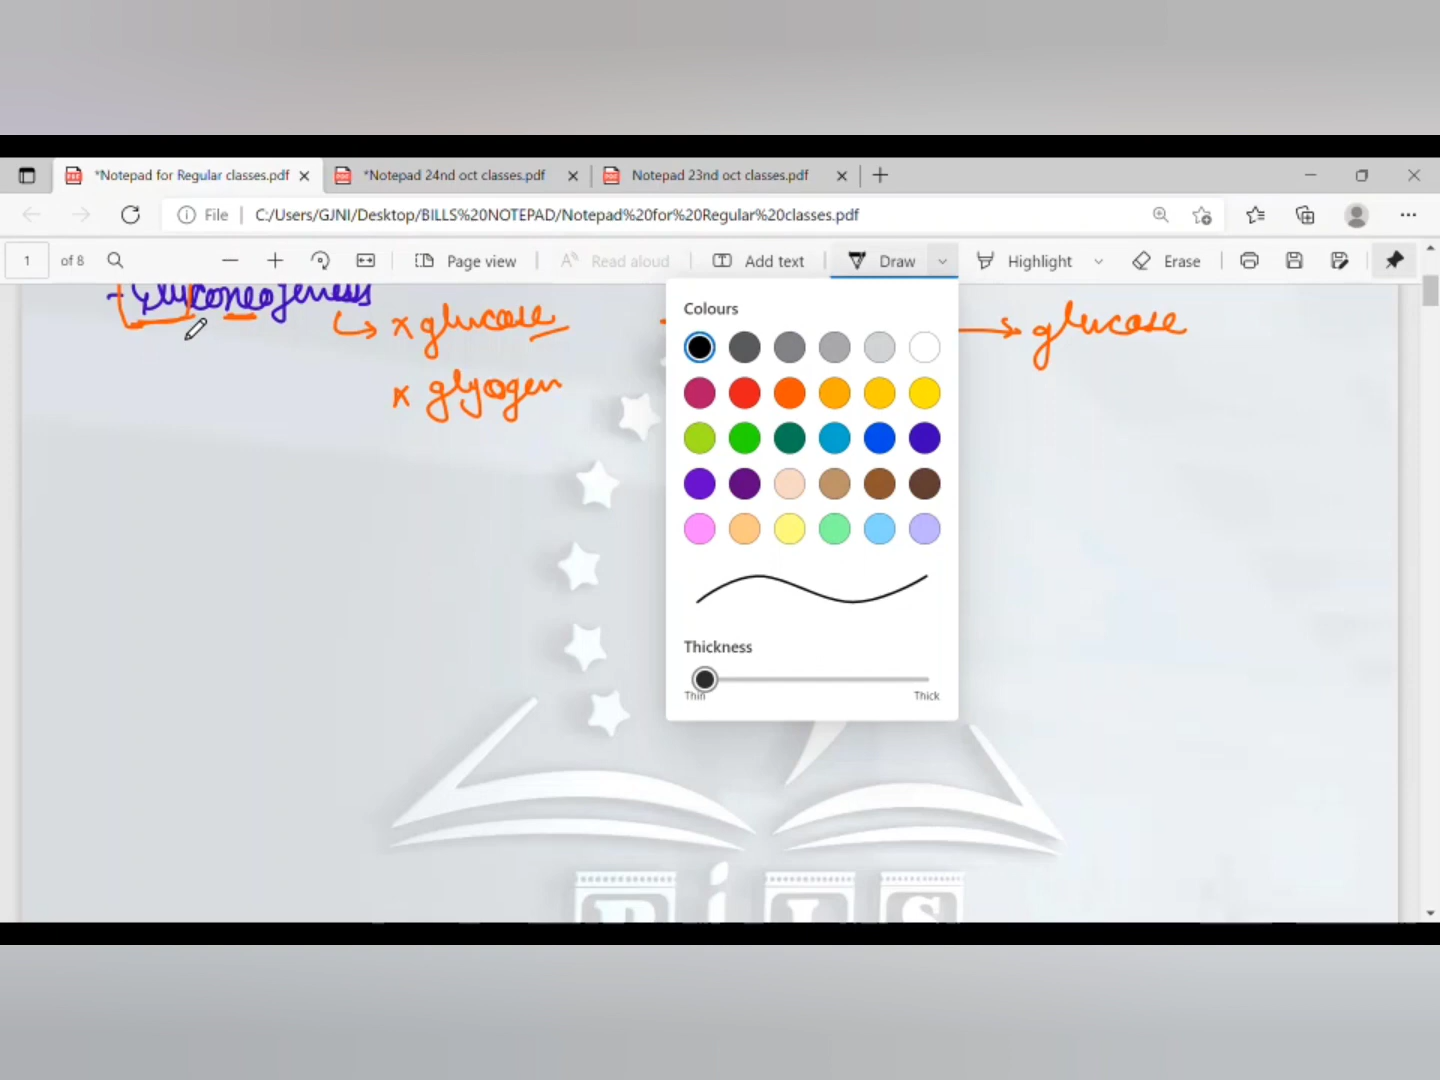 *Notepad for Regular classes.pdf
*Notepad 24nd oct classes.pdf
Notepad 23nd oct classes.pdf
File
C:/Users/GJNI/Desktop/BILLS%20NOTEPAD/Notepad%20for%20Regular%20classes.pdf
1 of 8
Page view
Read aloud
Add text
Draw
Highlight
Erase
Gluconeogenesis
x glucose
→ glucose
x glyogen
Colours
Thickness
Thin
Thick
BiLS